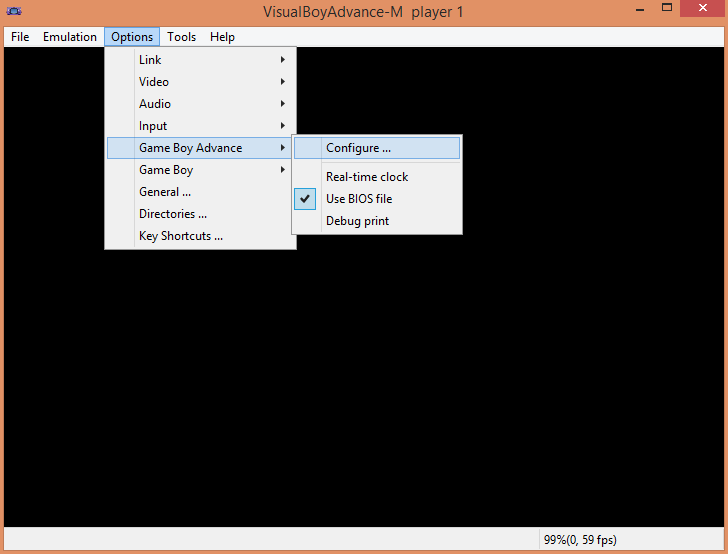 VisualBoyAdvance-M player 1
File Emulation Options Tools Help
Link
Video
Audio
Input
Game Boy Advance
Game Boy
General ...
Directories ...
Key Shortcuts ...
Configure ...
Real-time clock
Use BIOS file
Debug print
99%(0, 59 fps)